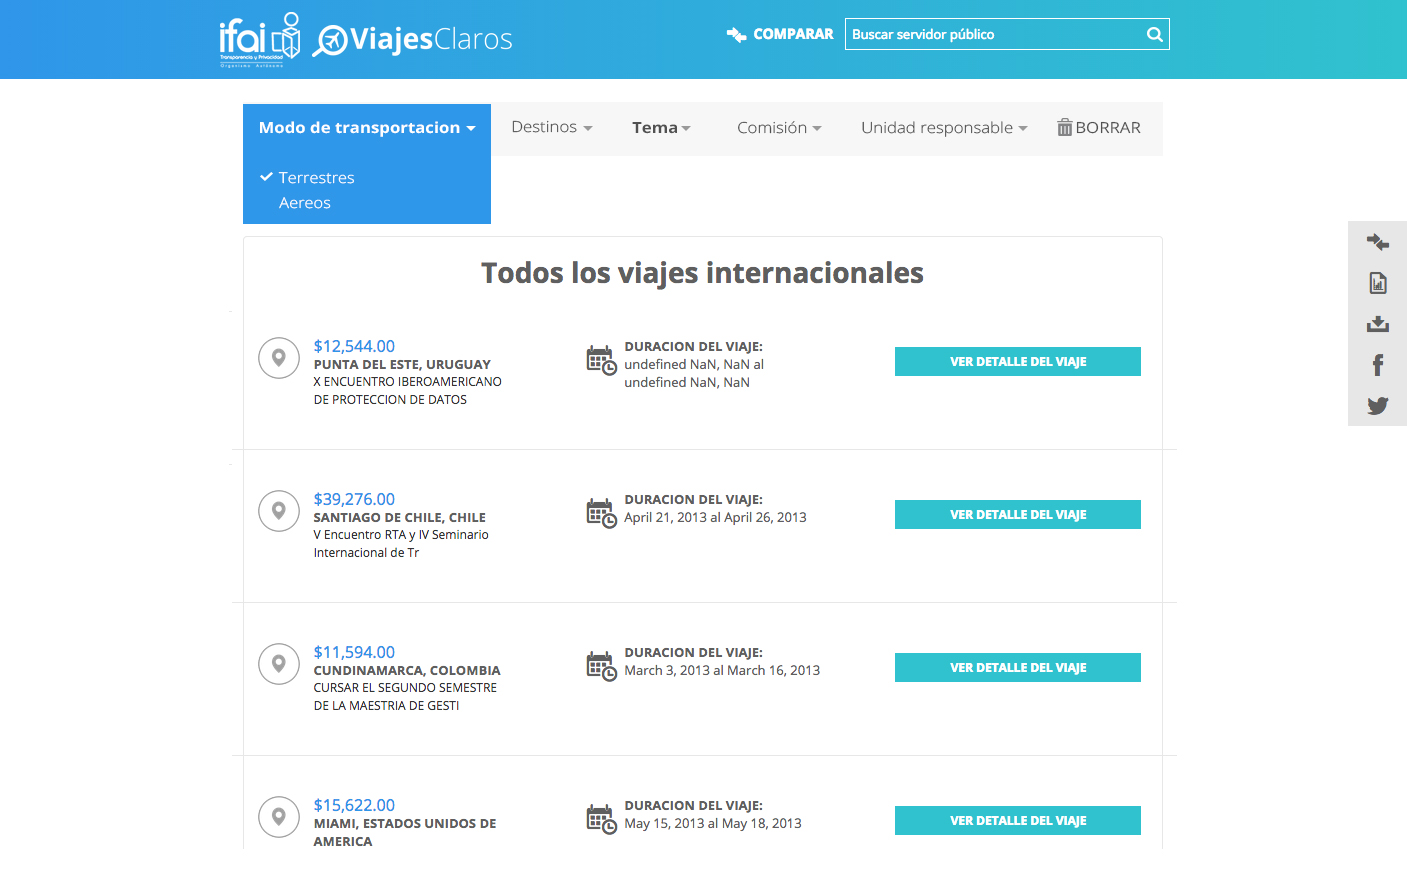 ifai
Transparencia y Privacidad
Organismo Autónomo
ViajesClaros
COMPARAR
Buscar servidor público
Modo de transportacion
Destinos
Tema
Comisión
Unidad responsable
BORRAR
Terrestres
Aereos
Todos los viajes internacionales
$12,544.00
PUNTA DEL ESTE, URUGUAY
X ENCUENTRO IBEROAMERICANO
DE PROTECCION DE DATOS
DURACION DEL VIAJE:
undefined NaN, NaN al
undefined NaN, NaN
VER DETALLE DEL VIAJE
$39,276.00
SANTIAGO DE CHILE, CHILE
V Encuentro RTA y IV Seminario
Internacional de Tr
DURACION DEL VIAJE:
April 21, 2013 al April 26, 2013
VER DETALLE DEL VIAJE
$11,594.00
CUNDINAMARCA, COLOMBIA
CURSAR EL SEGUNDO SEMESTRE
DE LA MAESTRIA DE GESTI
DURACION DEL VIAJE:
March 3, 2013 al March 16, 2013
VER DETALLE DEL VIAJE
$15,622.00
MIAMI, ESTADOS UNIDOS DE
AMERICA
DURACION DEL VIAJE:
May 15, 2013 al May 18, 2013
VER DETALLE DEL VIAJE